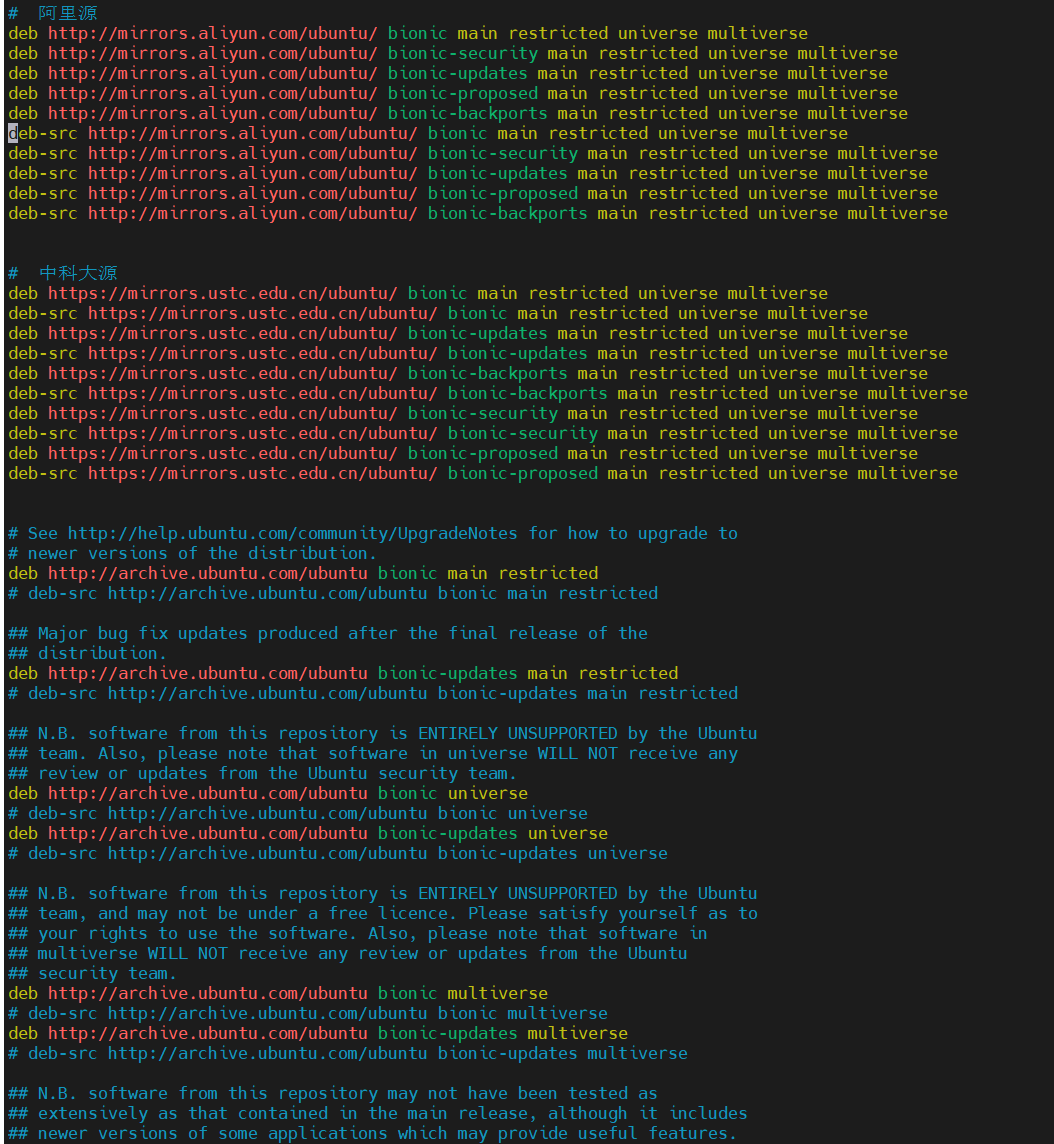 #  阿里源
deb http://mirrors.aliyun.com/ubuntu/ bionic main restricted universe multiverse
deb http://mirrors.aliyun.com/ubuntu/ bionic-security main restricted universe multiverse
deb http://mirrors.aliyun.com/ubuntu/ bionic-updates main restricted universe multiverse
deb http://mirrors.aliyun.com/ubuntu/ bionic-proposed main restricted universe multiverse
deb http://mirrors.aliyun.com/ubuntu/ bionic-backports main restricted universe multiverse
deb-src http://mirrors.aliyun.com/ubuntu/ bionic main restricted universe multiverse
deb-src http://mirrors.aliyun.com/ubuntu/ bionic-security main restricted universe multiverse
deb-src http://mirrors.aliyun.com/ubuntu/ bionic-updates main restricted universe multiverse
deb-src http://mirrors.aliyun.com/ubuntu/ bionic-proposed main restricted universe multiverse
deb-src http://mirrors.aliyun.com/ubuntu/ bionic-backports main restricted universe multiverse
#  中科大源
deb https://mirrors.ustc.edu.cn/ubuntu/ bionic main restricted universe multiverse
deb-src https://mirrors.ustc.edu.cn/ubuntu/ bionic main restricted universe multiverse
deb https://mirrors.ustc.edu.cn/ubuntu/ bionic-updates main restricted universe multiverse
deb-src https://mirrors.ustc.edu.cn/ubuntu/ bionic-updates main restricted universe multiverse
deb https://mirrors.ustc.edu.cn/ubuntu/ bionic-backports main restricted universe multiverse
deb-src https://mirrors.ustc.edu.cn/ubuntu/ bionic-backports main restricted universe multiverse
deb https://mirrors.ustc.edu.cn/ubuntu/ bionic-security main restricted universe multiverse
deb-src https://mirrors.ustc.edu.cn/ubuntu/ bionic-security main restricted universe multiverse
deb https://mirrors.ustc.edu.cn/ubuntu/ bionic-proposed main restricted universe multiverse
deb-src https://mirrors.ustc.edu.cn/ubuntu/ bionic-proposed main restricted universe multiverse
# See http://help.ubuntu.com/community/UpgradeNotes for how to upgrade to
# newer versions of the distribution.
deb http://archive.ubuntu.com/ubuntu bionic main restricted
# deb-src http://archive.ubuntu.com/ubuntu bionic main restricted
## Major bug fix updates produced after the final release of the
## distribution.
deb http://archive.ubuntu.com/ubuntu bionic-updates main restricted
# deb-src http://archive.ubuntu.com/ubuntu bionic-updates main restricted
## N.B. software from this repository is ENTIRELY UNSUPPORTED by the Ubuntu
## team. Also, please note that software in universe WILL NOT receive any
## review or updates from the Ubuntu security team.
deb http://archive.ubuntu.com/ubuntu bionic universe
# deb-src http://archive.ubuntu.com/ubuntu bionic universe
deb http://archive.ubuntu.com/ubuntu bionic-updates universe
# deb-src http://archive.ubuntu.com/ubuntu bionic-updates universe
## N.B. software from this repository is ENTIRELY UNSUPPORTED by the Ubuntu
## team, and may not be under a free licence. Please satisfy yourself as to
## your rights to use the software. Also, please note that software in
## multiverse WILL NOT receive any review or updates from the Ubuntu
## security team.
deb http://archive.ubuntu.com/ubuntu bionic multiverse
# deb-src http://archive.ubuntu.com/ubuntu bionic multiverse
deb http://archive.ubuntu.com/ubuntu bionic-updates multiverse
# deb-src http://archive.ubuntu.com/ubuntu bionic-updates multiverse
## N.B. software from this repository may not have been tested as
## extensively as that contained in the main release, although it includes
## newer versions of some applications which may provide useful features.